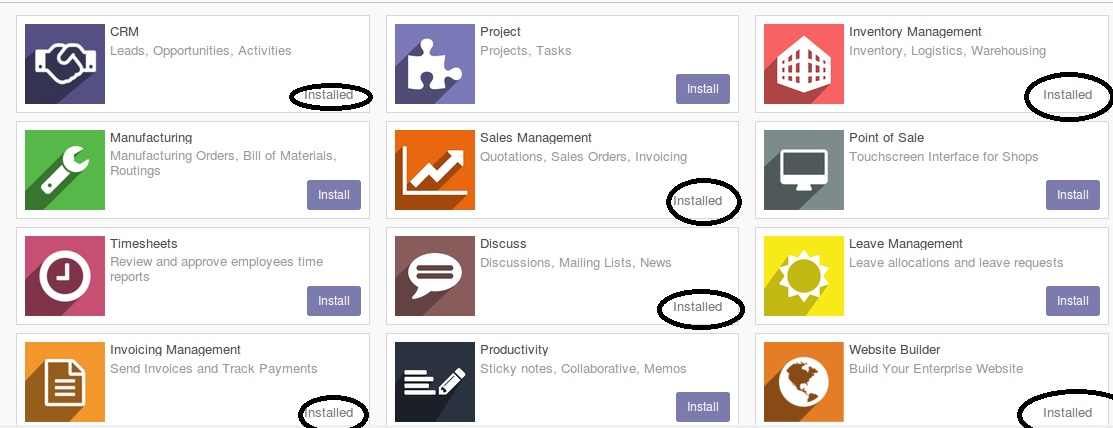 CRM
Leads, Opportunities, Activities
Installed
Project
Projects, Tasks
Install
Inventory Management
Inventory, Logistics, Warehousing
Installed
Manufacturing
Manufacturing Orders, Bill of Materials,
Routings
Install
Sales Management
Quotations, Sales Orders, Invoicing
Installed
Point of Sale
Touchscreen Interface for Shops
Install
Timesheets
Review and approve employees time
reports
Install
Discuss
Discussions, Mailing Lists, News
Installed
Leave Management
Leave allocations and leave requests
Install
Invoicing Management
Send Invoices and Track Payments
Installed
Productivity
Sticky notes, Collaborative, Memos
Install
Website Builder
Build Your Enterprise Website
Installed